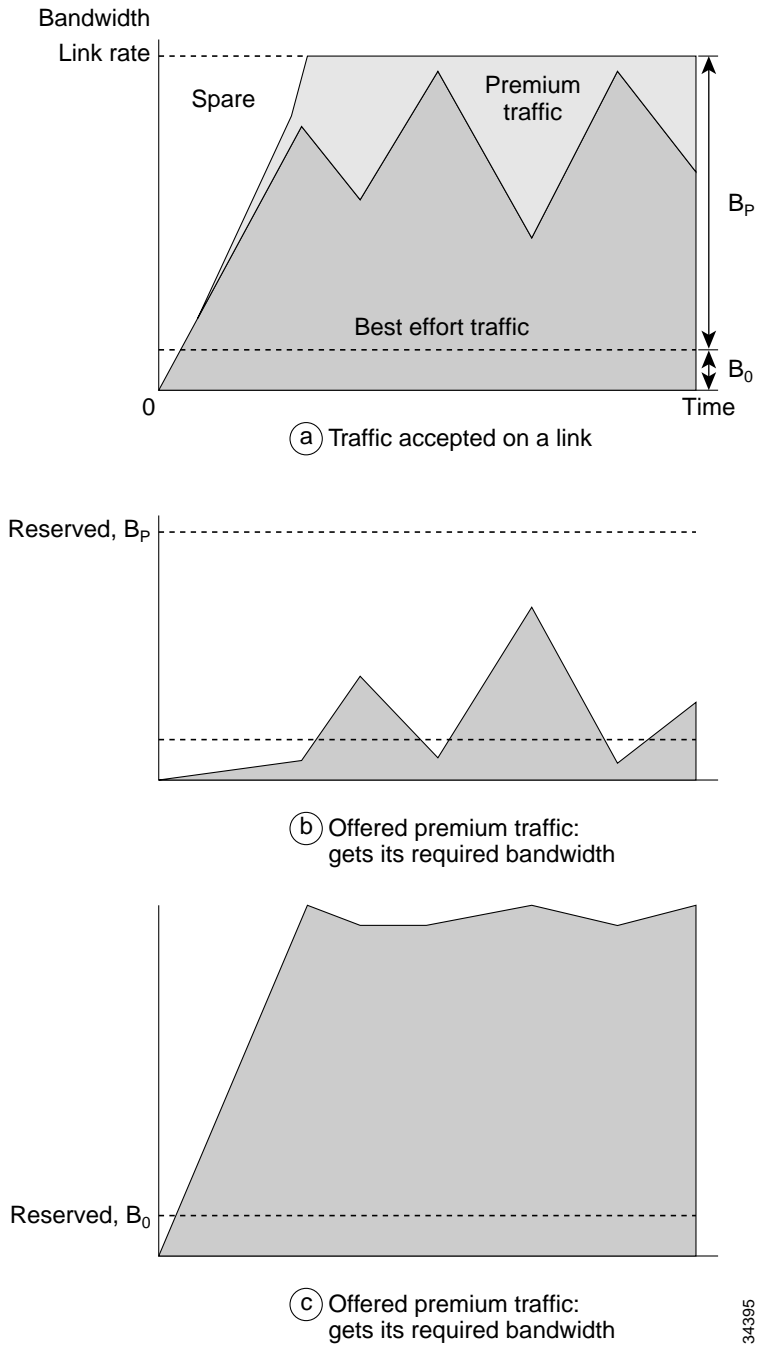 Bandwidth
Link rate
Spare
Premium
traffic
B_P
Best effort traffic
B_0
0
Time
a Traffic accepted on a link
Reserved, B_P
b Offered premium traffic:
gets its required bandwidth
Reserved, B_0
c Offered premium traffic:
gets its required bandwidth
34395